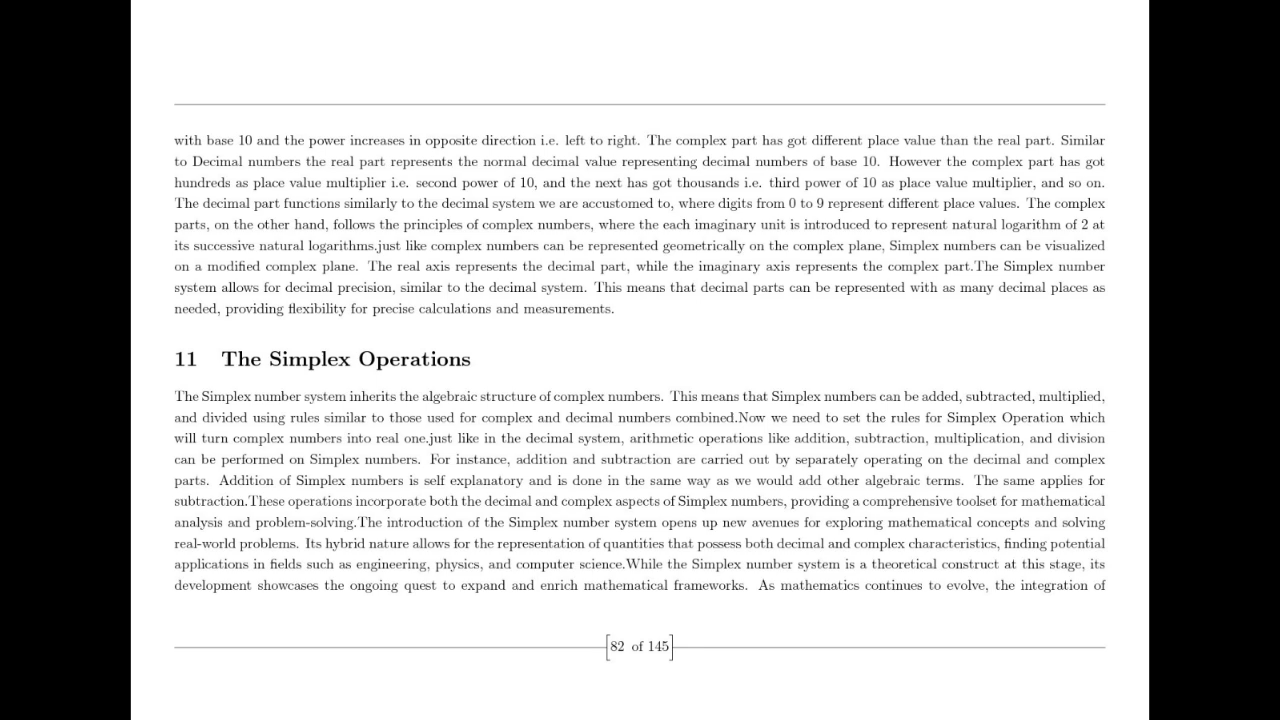 with base 10 and the power increases in opposite direction i.e. left to right. The complex part has got different place value than the real part. Similar
to Decimal numbers the real part represents the normal decimal value representing decimal numbers of base 10. However the complex part has got
hundreds as place value multiplier i.e. second power of 10, and the next has got thousands i.e. third power of 10 as place value multiplier, and so on.
The decimal part functions similarly to the decimal system we are accustomed to, where digits from 0 to 9 represent different place values. The complex
parts, on the other hand, follows the principles of complex numbers, where the each imaginary unit is introduced to represent natural logarithm of 2 at
its successive natural logarithms.just like complex numbers can be represented geometrically on the complex plane, Simplex numbers can be visualized
on a modified complex plane. The real axis represents the decimal part, while the imaginary axis represents the complex part.The Simplex number
system allows for decimal precision, similar to the decimal system. This means that decimal parts can be represented with as many decimal places as
needed, providing flexibility for precise calculations and measurements.
11 The Simplex Operations
The Simplex number system inherits the algebraic structure of complex numbers. This means that Simplex numbers can be added, subtracted, multiplied,
and divided using rules similar to those used for complex and decimal numbers combined.Now we need to set the rules for Simplex Operation which
will turn complex numbers into real one.just like in the decimal system, arithmetic operations like addition, subtraction, multiplication, and division
can be performed on Simplex numbers. For instance, addition and subtraction are carried out by separately operating on the decimal and complex
parts. Addition of Simplex numbers is self explanatory and is done in the same way as we would add other algebraic terms. The same applies for
subtraction.These operations incorporate both the decimal and complex aspects of Simplex numbers, providing a comprehensive toolset for mathematical
analysis and problem-solving.The introduction of the Simplex number system opens up new avenues for exploring mathematical concepts and solving
real-world problems. Its hybrid nature allows for the representation of quantities that possess both decimal and complex characteristics, finding potential
applications in fields such as engineering, physics, and computer science.While the Simplex number system is a theoretical construct at this stage, its
development showcases the ongoing quest to expand and enrich mathematical frameworks. As mathematics continues to evolve, the integration of
[82 of 145]